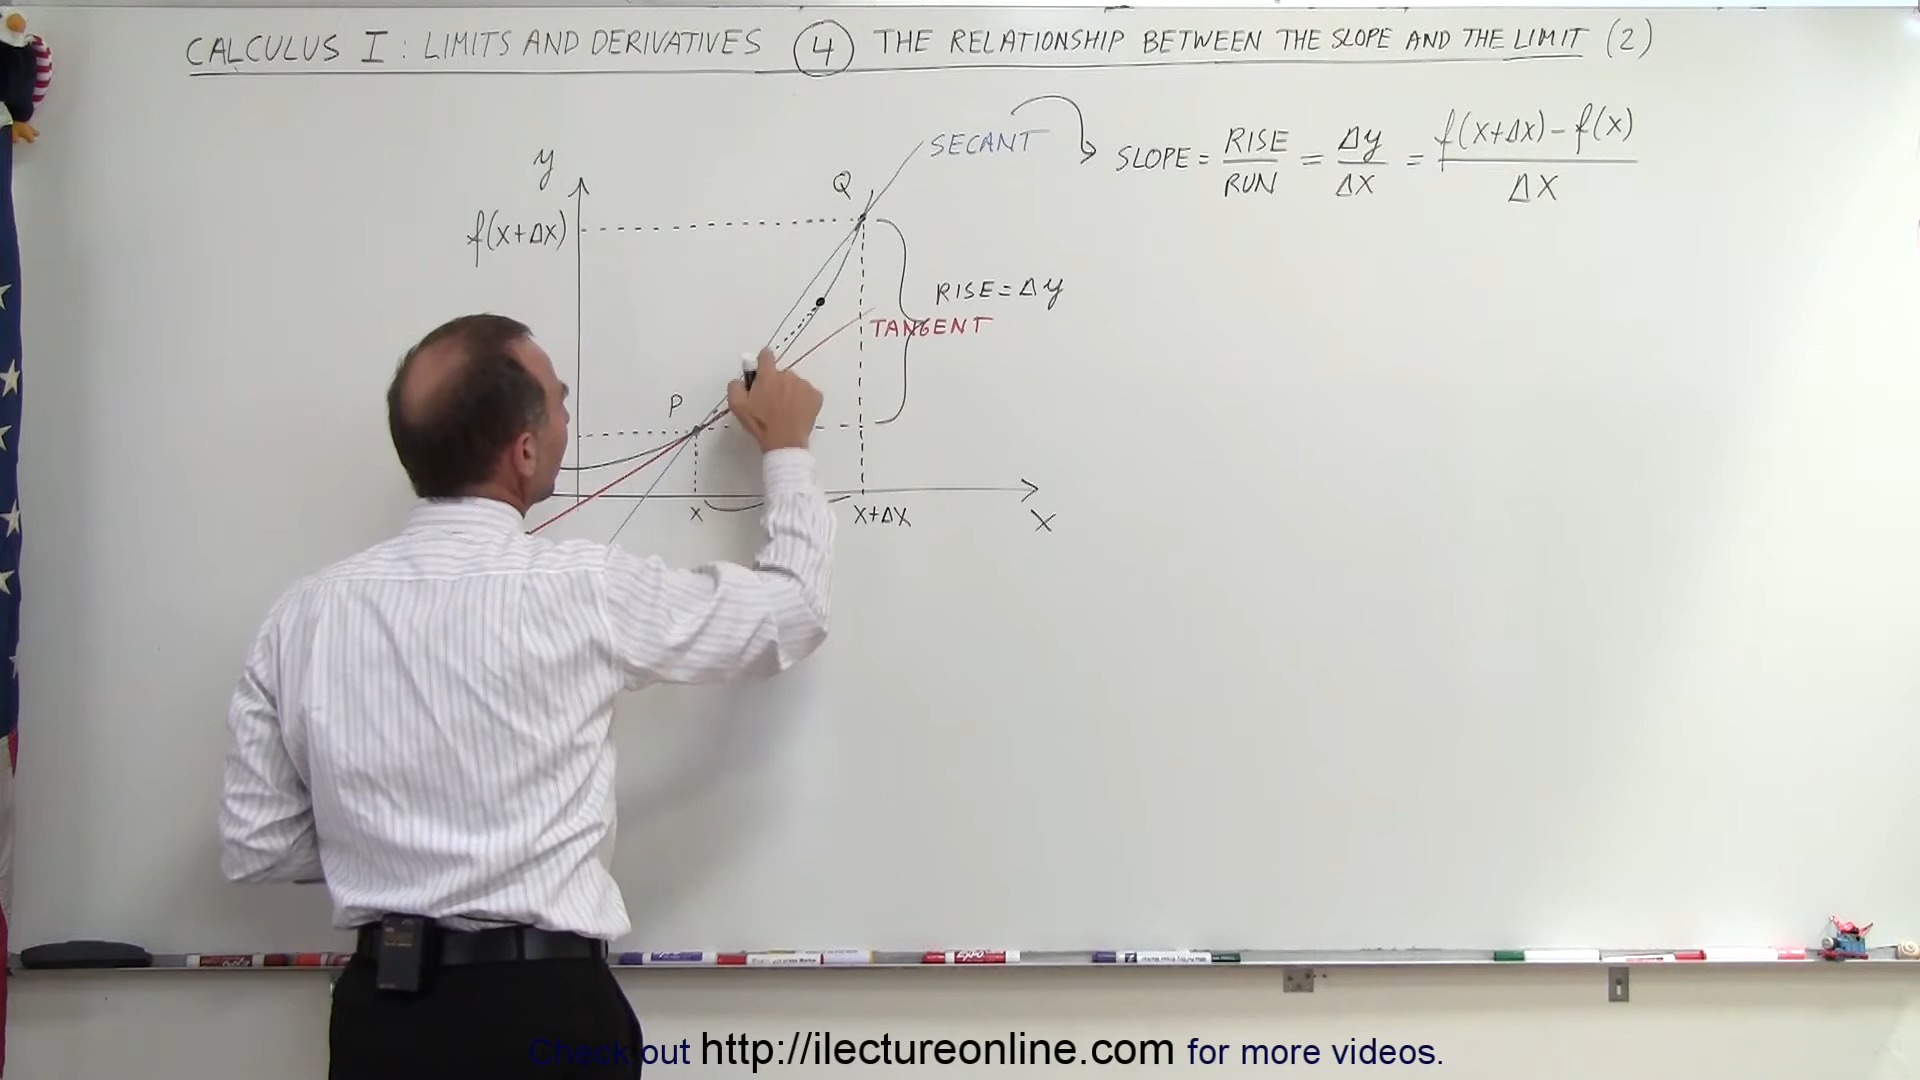 CALCULUS I : LIMITS AND DERIVATIVES (4) THE RELATIONSHIP BETWEEN THE SLOPE AND THE LIMIT (2)
SECANT
SLOPE = RISE/RUN = Δy/Δx = (f(x+Δx) - f(x))/Δx
y
Q
f(x+Δx)
RISE = Δy
TANGENT
P
x
x+Δx
x
EXPO
Check out http://ilectureonline.com for more videos.